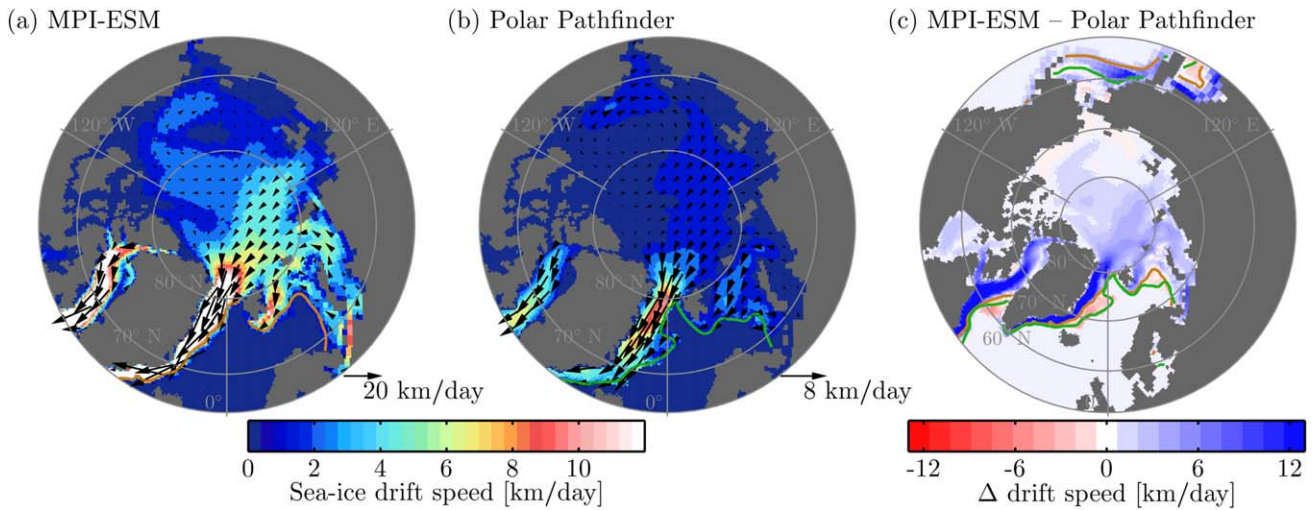 (a) MPI-ESM
(b) Polar Pathfinder
(c) MPI-ESM – Polar Pathfinder
120° W
120° E
80° N
70° N
0°
20 km/day
120° W
120° E
80° N
70° N
0°
8 km/day
120° W
120° E
80° N
70° N
60° N
0 2 4 6 8 10
Sea-ice drift speed [km/day]
-12 -6 0 6 12
Δ drift speed [km/day]